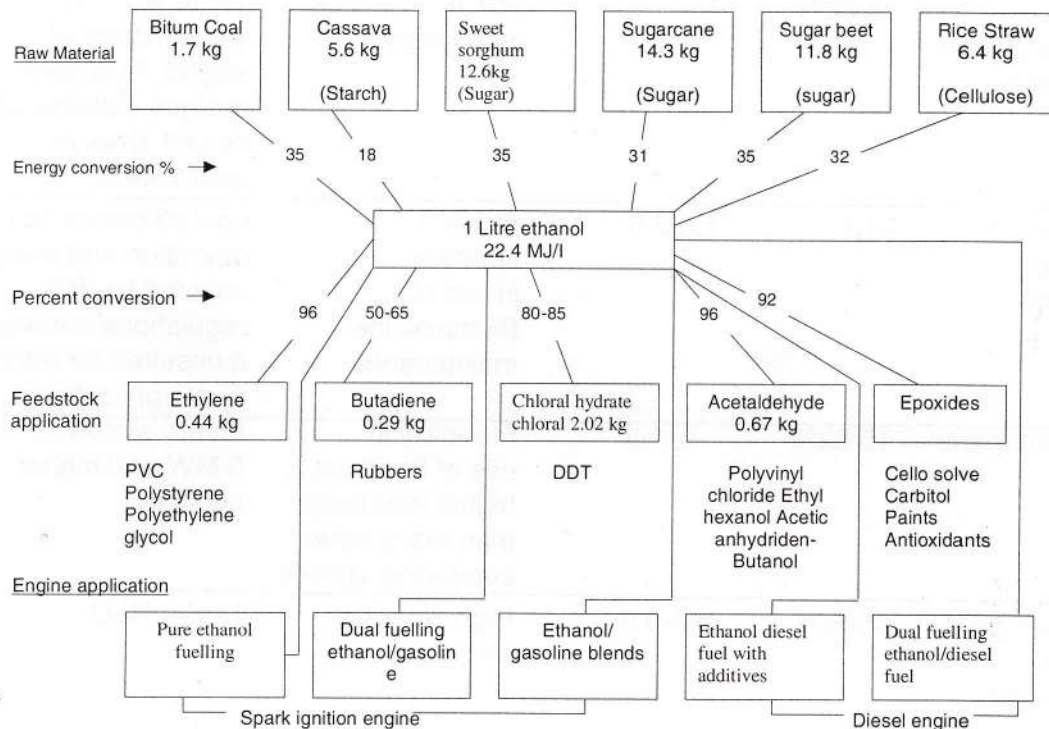 Raw Material
Bitum Coal
1.7 kg
Cassava
5.6 kg
(Starch)
Sweet
sorghum
12.6kg
(Sugar)
Sugarcane
14.3 kg
(Sugar)
Sugar beet
11.8 kg
(sugar)
Rice Straw
6.4 kg
(Cellulose)
Energy conversion %
35
18
35
31
35
32
1 Litre ethanol
22.4 MJ/l
Percent conversion
96
50-65
80-85
96
92
Feedstock
application
Ethylene
0.44 kg
Butadiene
0.29 kg
Chloral hydrate
chloral 2.02 kg
Acetaldehyde
0.67 kg
Epoxides
PVC
Polystyrene
Polyethylene
glycol
Rubbers
DDT
Polyvinyl
chloride Ethyl
hexanol Acetic
anhydriden-
Butanol
Cello solve
Carbitol
Paints
Antioxidants
Engine application
Pure ethanol
fuelling
Dual fuelling
ethanol/gasolin
e
Ethanol/
gasoline blends
Ethanol diesel
fuel with
additives
Dual fuelling
ethanol/diesel
fuel
Spark ignition engine
Diesel engine